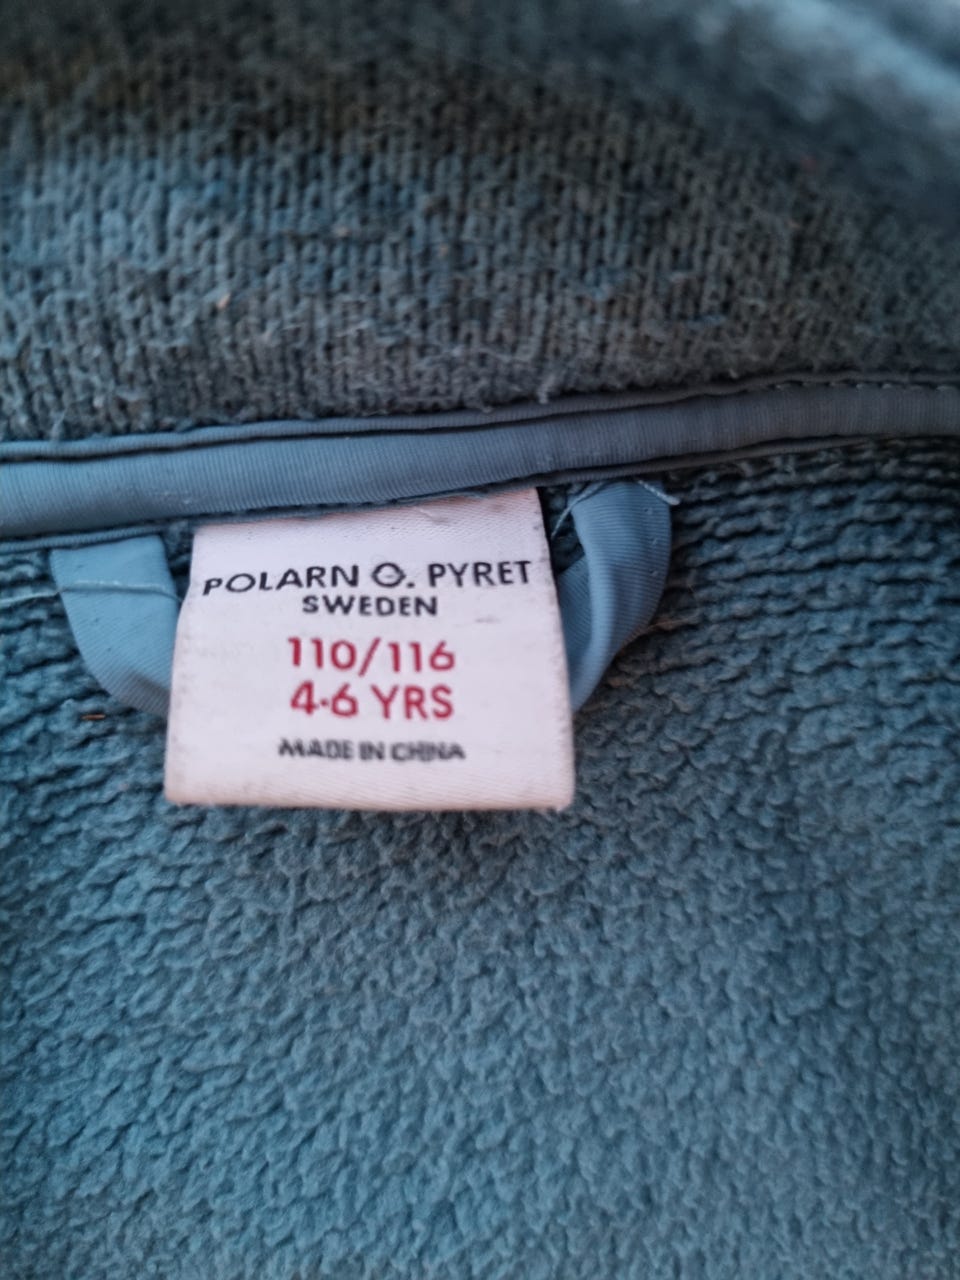 POLARN O. PYRET
SWEDEN
110/116
4-6 YRS
MADE IN CHINA